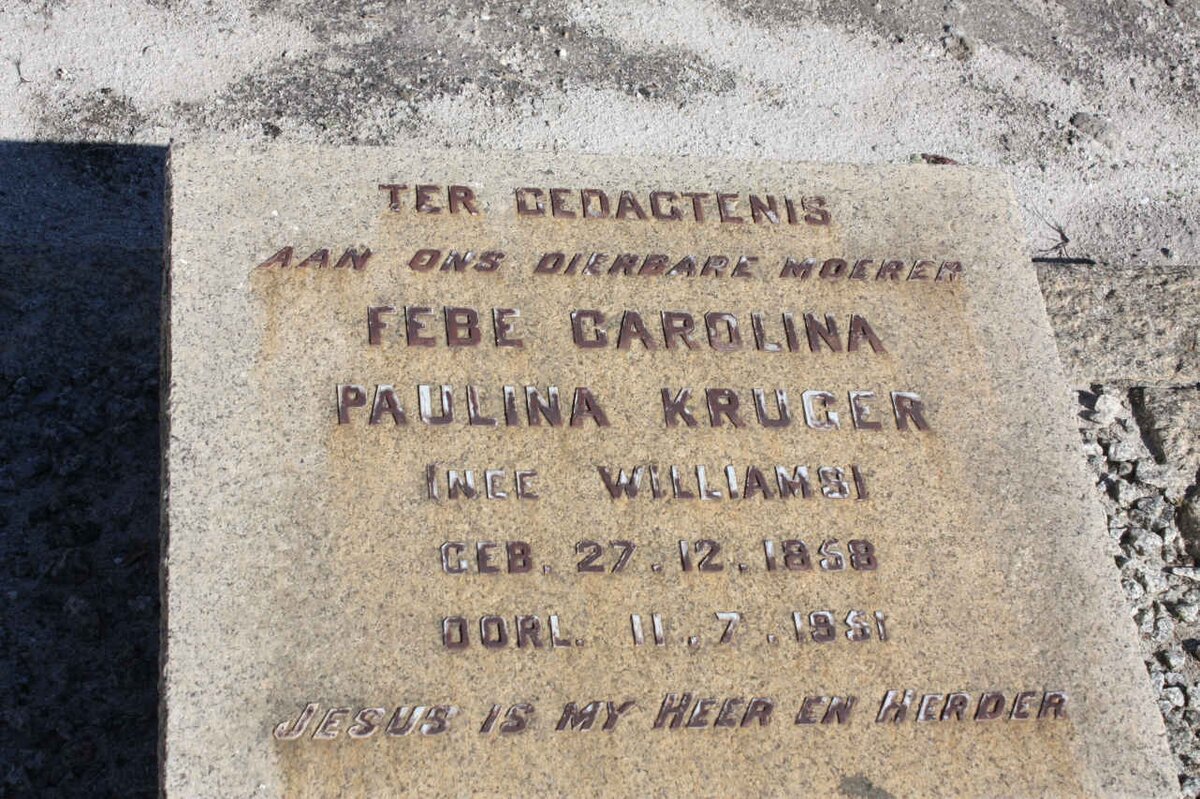 TER GEDAGTENIS
AAN ONS DIERBARE MOEDER
FEBE CAROLINA
PAULINA KRUGER
(NEE WILLIAMS)
GEB. 27.12.1868
OORL. 11.7.1951
JESUS IS MY HEER EN HERDER